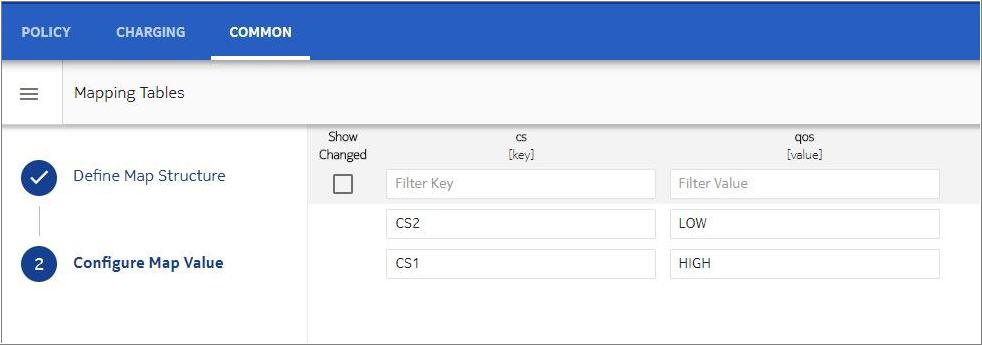 POLICY CHARGING COMMON
Mapping Tables
Show Changed
cs
[key]
qos
[value]
Define Map Structure
Filter Key
Filter Value
CS2
LOW
2 Configure Map Value
CS1
HIGH